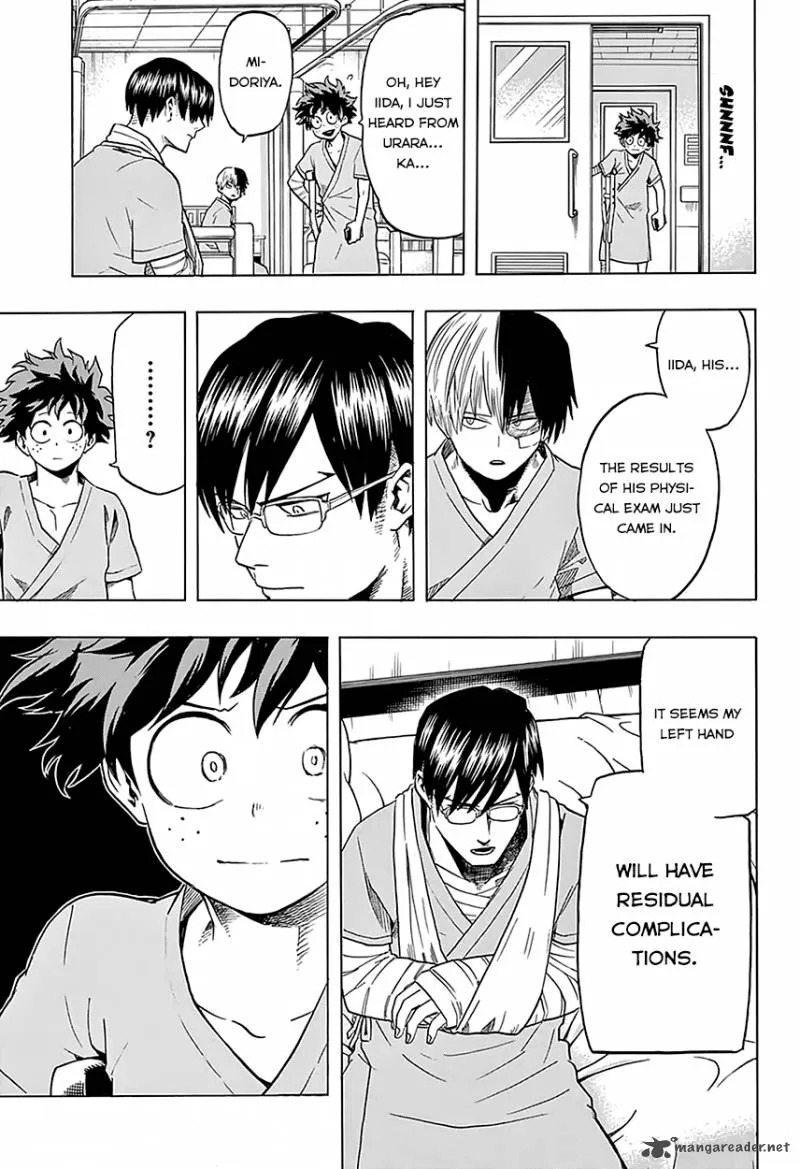 SHNNNF...
OH, HEY
IIDA, I JUST
HEARD FROM
URARA...
KA...
MI-
DORIYA.
IIDA, HIS...
THE RESULTS
OF HIS PHYSI-
CAL EXAM JUST
CAME IN.
.........?
IT SEEMS MY
LEFT HAND
WILL HAVE
RESIDUAL
COMPLICA-
TIONS.
mangareader.net